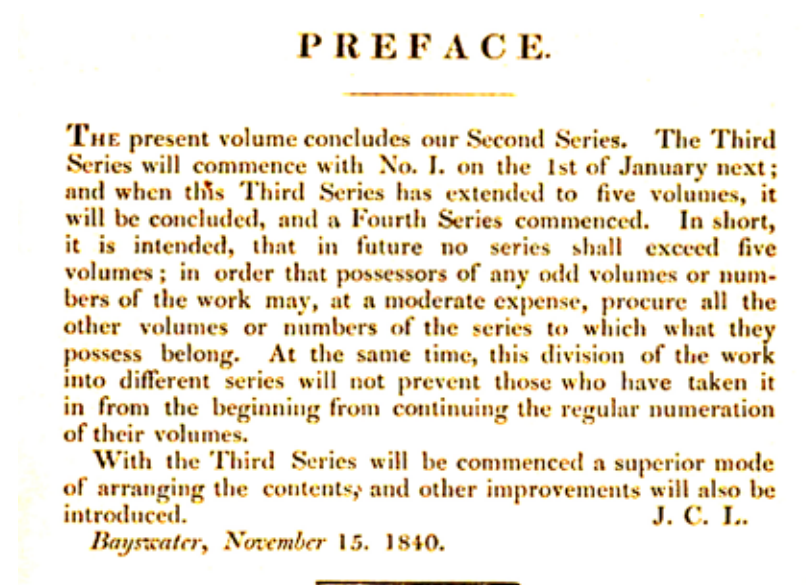 PREFACE.
THE present volume concludes our Second Series. The Third
Series will commence with No. I. on the 1st of January next;
and when this Third Series has extended to five volumes, it
will be concluded, and a Fourth Series commenced. In short,
it is intended, that in future no series shall exceed five
volumes; in order that possessors of any odd volumes or num-
bers of the work may, at a moderate expense, procure all the
other volumes or numbers of the series to which what they
possess belong. At the same time, this division of the work
into different series will not prevent those who have taken it
in from the beginning from continuing the regular numeration
of their volumes.
With the Third Series will be commenced a superior mode
of arranging the contents, and other improvements will also be
introduced. J. C. L.
Bayswater, November 15. 1840.